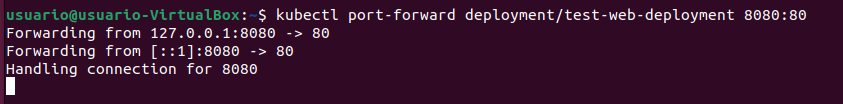 usuario@usuario-VirtualBox:~$ kubectl port-forward deployment/test-web-deployment 8080:80
Forwarding from 127.0.0.1:8080 -> 80
Forwarding from [::1]:8080 -> 80
Handling connection for 8080